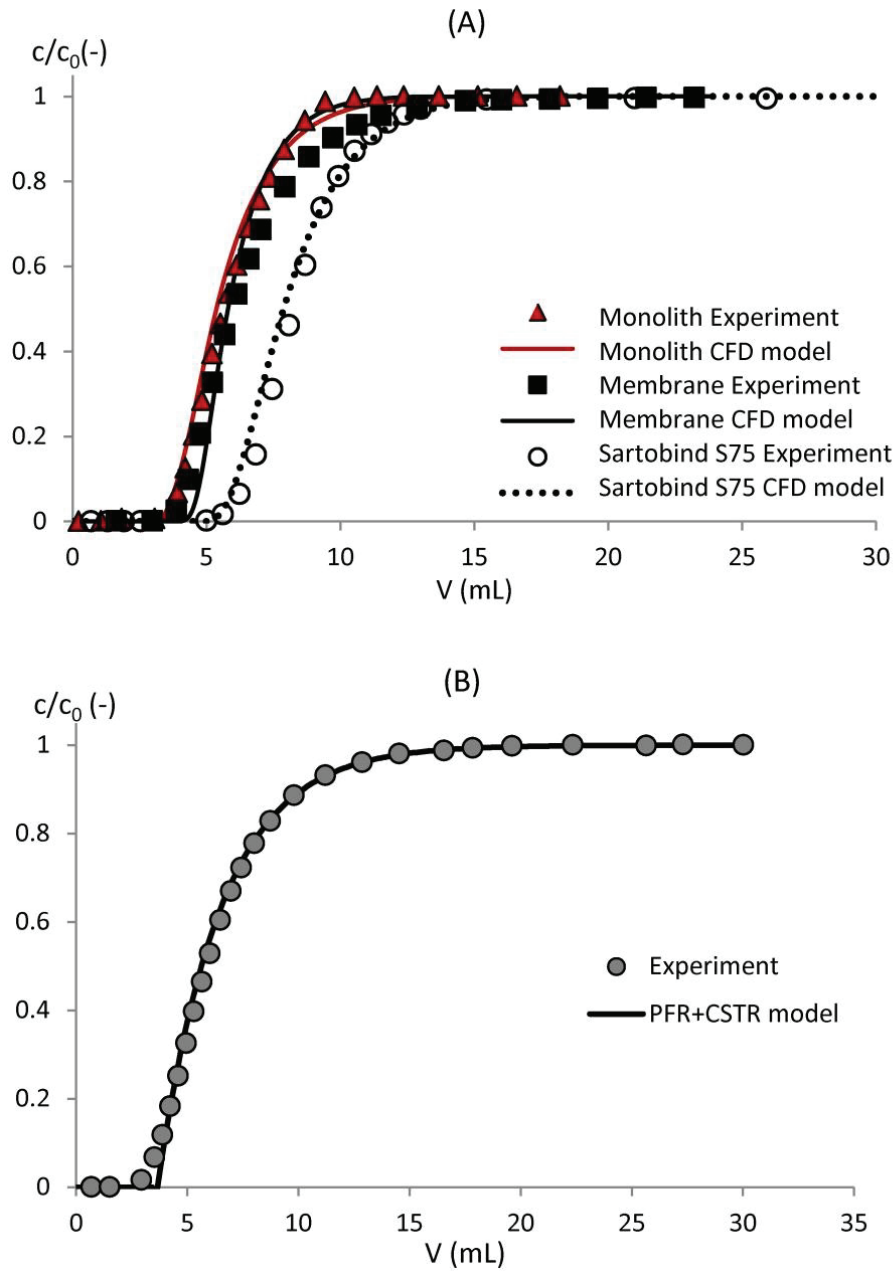 (A)
c/c0(-)
1
0.8
0.6
0.4
0.2
0
0 5 10 15 20 25 30
V (mL)
Monolith Experiment
Monolith CFD model
Membrane Experiment
Membrane CFD model
Sartobind S75 Experiment
Sartobind S75 CFD model
(B)
c/c0 (-)
1
0.8
0.6
0.4
0.2
0
0 5 10 15 20 25 30 35
V (mL)
Experiment
PFR+CSTR model